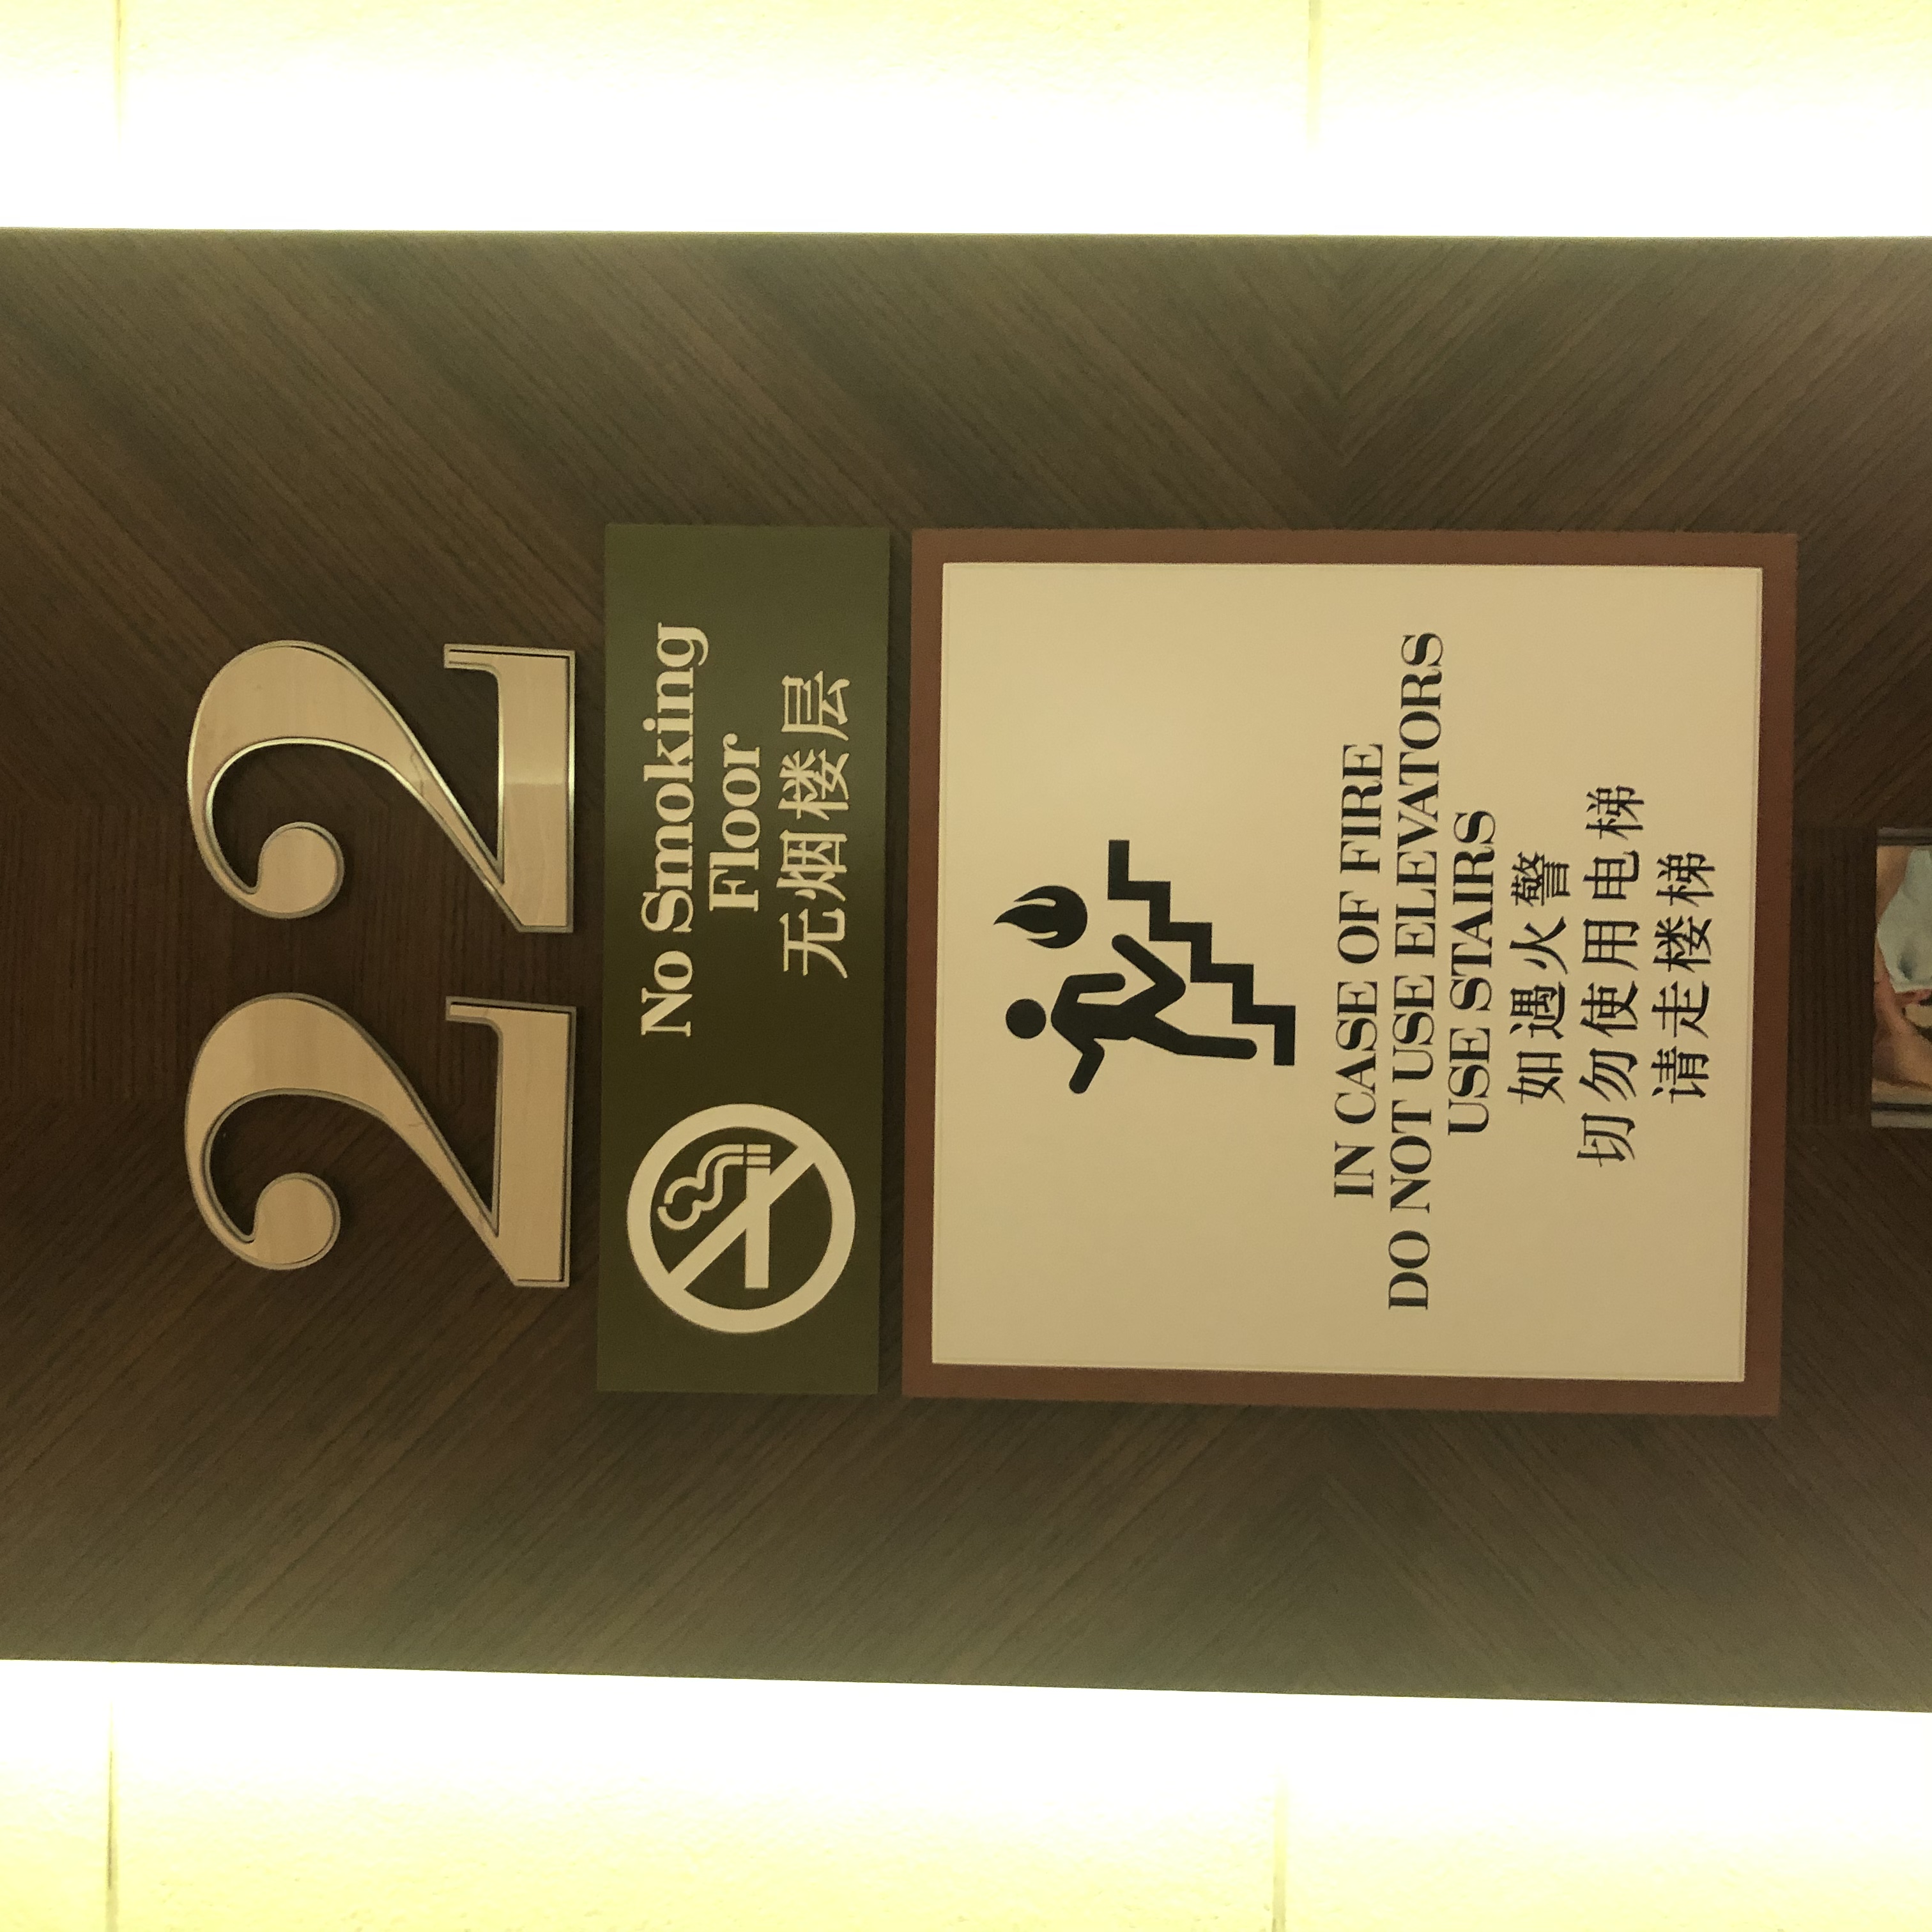 22
No Smoking
Floor
无烟楼层
IN CASE OF FIRE
DO NOT USE ELEVATORS
USE STAIRS
如遇火警
切勿使用电梯
请走楼梯